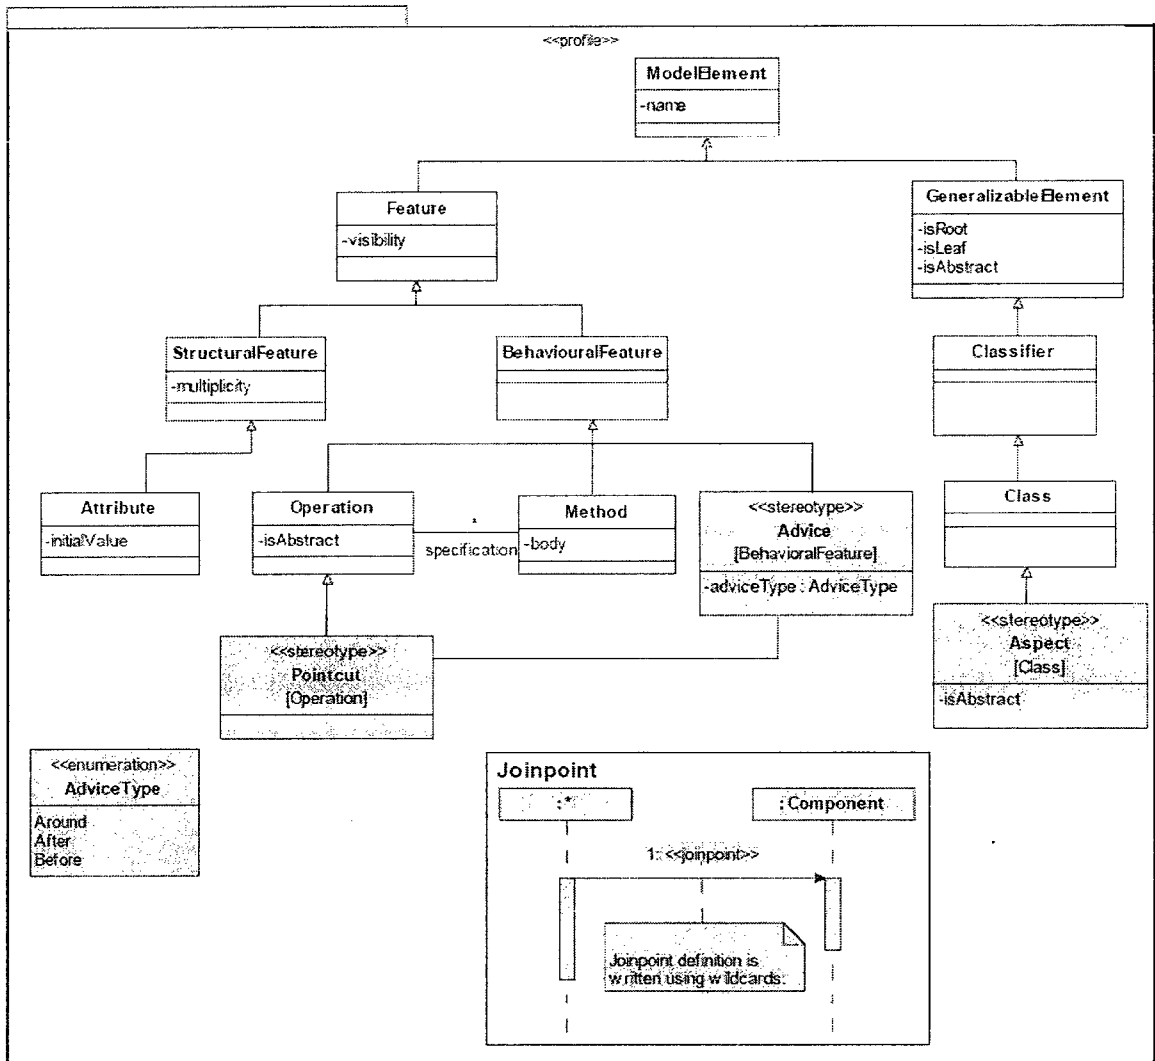 <<profile>>
ModelElement
-name
Feature
-visibility
GeneralizableElement
-isRoot
-isLeaf
-isAbstract
StructuralFeature
-multiplicity
BehaviouralFeature
Classifier
Attribute
-initialValue
Operation
-isAbstract
*
specification
Method
-body
<<stereotype>>
Advice
[BehavioralFeature]
-adviceType : AdviceType
Class
<<stereotype>>
Pointcut
[Operation]
<<stereotype>>
Aspect
[Class]
-isAbstract
<<enumeration>>
AdviceType
Around
After
Before
Joinpoint
:*
:Component
1: <<joinpoint>>
Joinpoint definition is
written using wildcards.